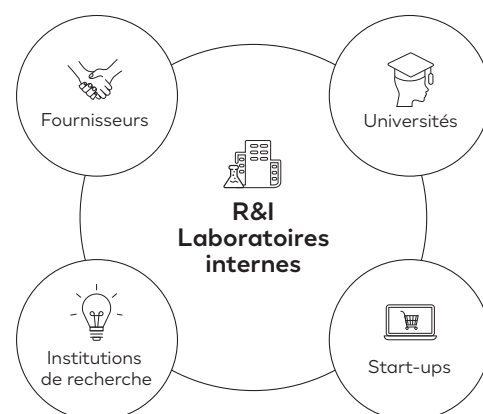 Fournisseurs
Universités
R&I
Laboratoires
internes
Institutions
de recherche
Start-ups